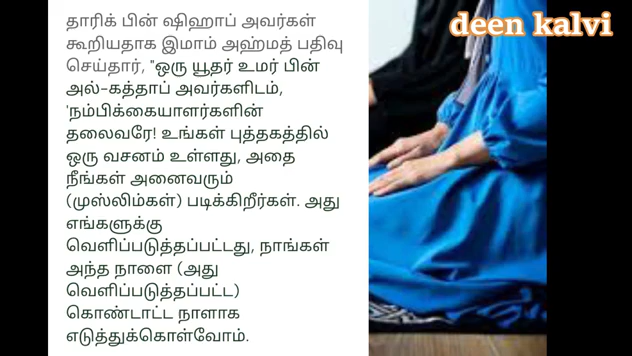 deen kalvi
தாரிக் பின் ஷிஹாப் அவர்கள்
கூறியதாக இமாம் அஹ்மத் பதிவு
செய்தார், "ஒரு யூதர் உமர் பின்
அல்-கத்தாப் அவர்களிடம்,
'நம்பிக்கையாளர்களின்
தலைவரே! உங்கள் புத்தகத்தில்
ஒரு வசனம் உள்ளது, அதை
நீங்கள் அனைவரும்
(முஸ்லிம்கள்) படிக்கிறீர்கள். அது
எங்களுக்கு
வெளிப்படுத்தப்பட்டது, நாங்கள்
அந்த நாளை (அது
வெளிப்படுத்தப்பட்ட)
கொண்டாட்ட நாளாக
எடுத்துக்கொள்வோம்.